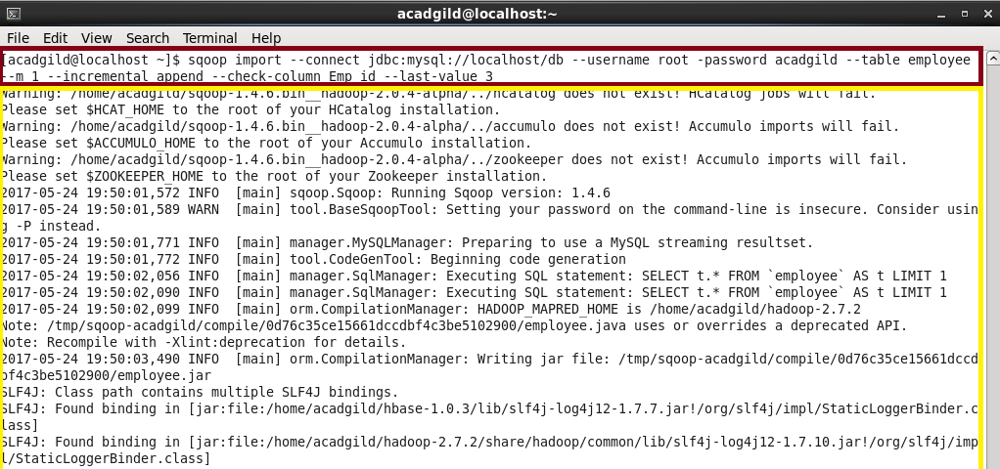 acadgild@localhost:~
File Edit View Search Terminal Help
[acadgild@localhost ~]$ sqoop import --connect jdbc:mysql://localhost/db --username root -password acadgild --table employee
--m 1 --incremental append --check-column Emp_id --last-value 3
Warning: /home/acadgild/sqoop-1.4.6.bin__hadoop-2.0.4-alpha/../hcatalog does not exist! HCatalog jobs will fail.
Please set $HCAT_HOME to the root of your HCatalog installation.
Warning: /home/acadgild/sqoop-1.4.6.bin__hadoop-2.0.4-alpha/../accumulo does not exist! Accumulo imports will fail.
Please set $ACCUMULO_HOME to the root of your Accumulo installation.
Warning: /home/acadgild/sqoop-1.4.6.bin__hadoop-2.0.4-alpha/../zookeeper does not exist! Accumulo imports will fail.
Please set $ZOOKEEPER_HOME to the root of your Zookeeper installation.
2017-05-24 19:50:01,572 INFO  [main] sqoop.Sqoop: Running Sqoop version: 1.4.6
2017-05-24 19:50:01,589 WARN  [main] tool.BaseSqoopTool: Setting your password on the command-line is insecure. Consider usin
g -P instead.
2017-05-24 19:50:01,771 INFO  [main] manager.MySQLManager: Preparing to use a MySQL streaming resultset.
2017-05-24 19:50:01,772 INFO  [main] tool.CodeGenTool: Beginning code generation
2017-05-24 19:50:02,056 INFO  [main] manager.SqlManager: Executing SQL statement: SELECT t.* FROM `employee` AS t LIMIT 1
2017-05-24 19:50:02,090 INFO  [main] manager.SqlManager: Executing SQL statement: SELECT t.* FROM `employee` AS t LIMIT 1
2017-05-24 19:50:02,099 INFO  [main] orm.CompilationManager: HADOOP_MAPRED_HOME is /home/acadgild/hadoop-2.7.2
Note: /tmp/sqoop-acadgild/compile/0d76c35ce15661dccdbf4c3be5102900/employee.java uses or overrides a deprecated API.
Note: Recompile with -Xlint:deprecation for details.
2017-05-24 19:50:03,490 INFO  [main] orm.CompilationManager: Writing jar file: /tmp/sqoop-acadgild/compile/0d76c35ce15661dccd
bf4c3be5102900/employee.jar
SLF4J: Class path contains multiple SLF4J bindings.
SLF4J: Found binding in [jar:file:/home/acadgild/hbase-1.0.3/lib/slf4j-log4j12-1.7.7.jar!/org/slf4j/impl/StaticLoggerBinder.c
lass]
SLF4J: Found binding in [jar:file:/home/acadgild/hadoop-2.7.2/share/hadoop/common/lib/slf4j-log4j12-1.7.10.jar!/org/slf4j/imp
l/StaticLoggerBinder.class]